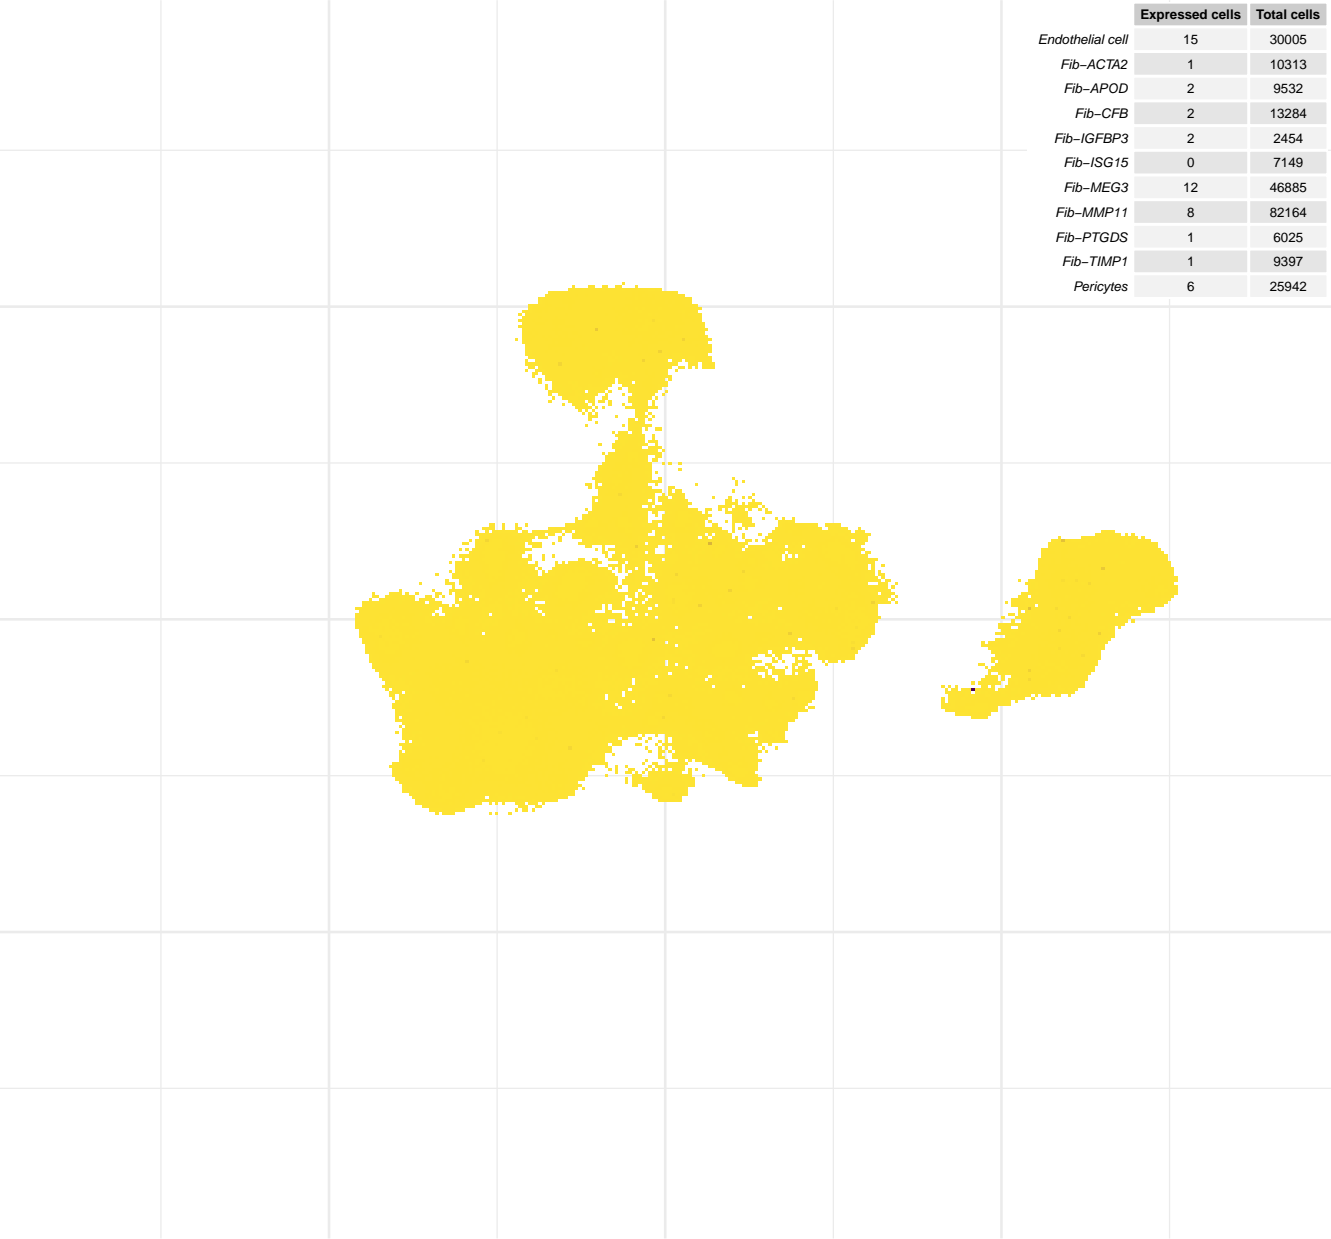 Expressed cells Total cells
Endothelial cell 15 30005
Fib−ACTA2 1 10313
Fib−APOD 2 9532
Fib−CFB 2 13284
Fib−IGFBP3 2 2454
Fib−ISG15 0 7149
Fib−MEG3 12 46885
Fib−MMP11 8 82164
Fib−PTGDS 1 6025
Fib−TIMP1 1 9397
Pericytes 6 25942